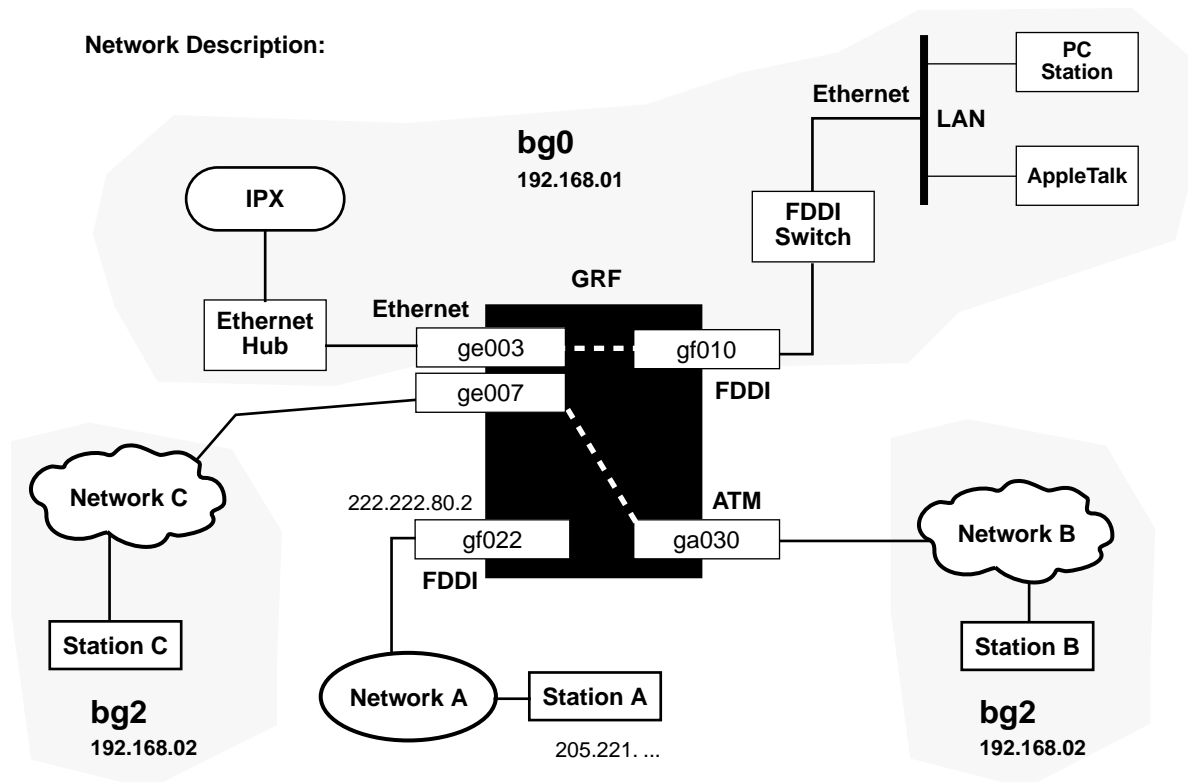 Network Description:
PC
Station
Ethernet
LAN
bg0
192.168.01
AppleTalk
IPX
FDDI
Switch
GRF
Ethernet
Ethernet
Hub
ge003
gf010
ge007
FDDI
Network C
222.222.80.2
ATM
gf022
ga030
Network B
FDDI
Station C
Station B
Network A
Station A
bg2
192.168.02
bg2
192.168.02
205.221. ...